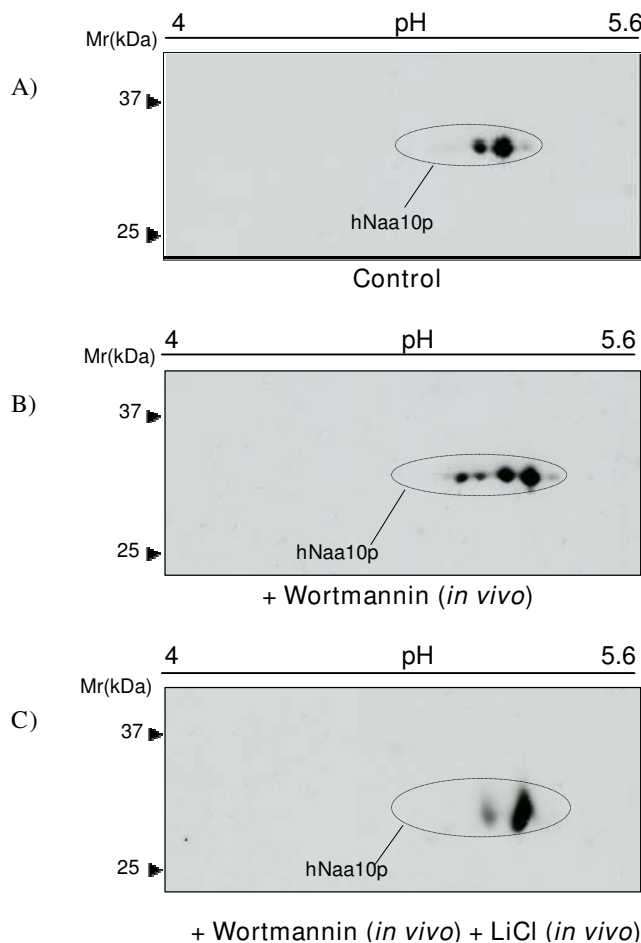 4 pH 5.6
Mr(kDa)
A)
37
hNaa10p
25
Control
4 pH 5.6
Mr(kDa)
B)
37
hNaa10p
25
+ Wortmannin (in vivo)
4 pH 5.6
Mr(kDa)
C)
37
hNaa10p
25
+ Wortmannin (in vivo) + LiCl (in vivo)